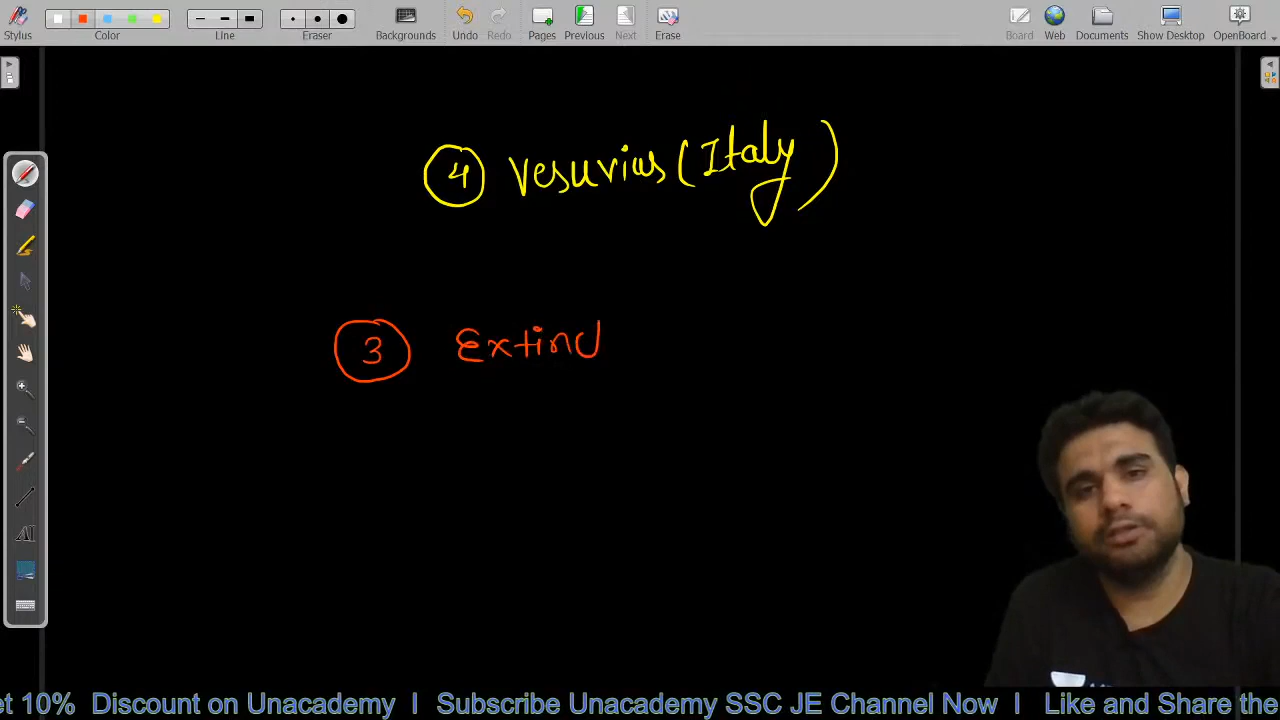 Stylus
Color
Line
Eraser
Backgrounds
Undo
Redo
Pages
Previous
Next
Erase
Board
Web
Documents
Show Desktop
OpenBoard
4 Vesuvius (Italy)
3 Extinc
et 10% Discount on Unacademy I Subscribe Unacademy SSC JE Channel Now I Like and Share the